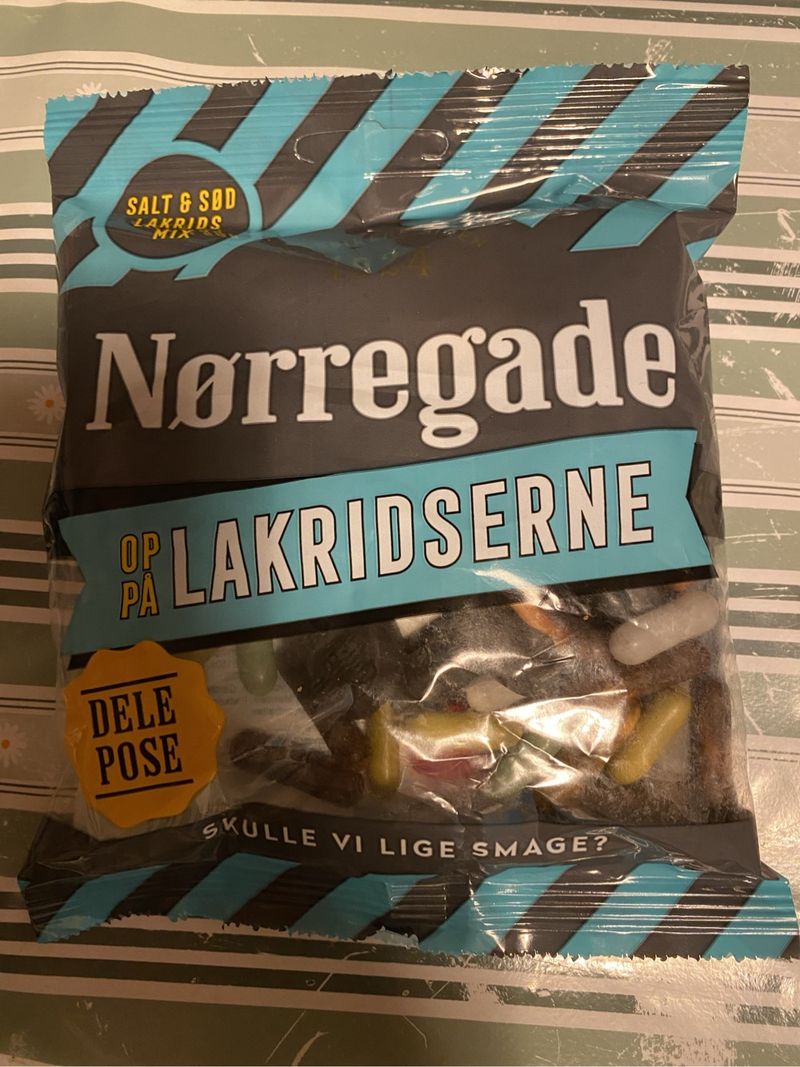 SALT & SØD
LAKRIDS
MIX
Nørregade
OP
PÅ
LAKRIDSERNE
DELE
POSE
SKULLE VI LIGE SMAGE?